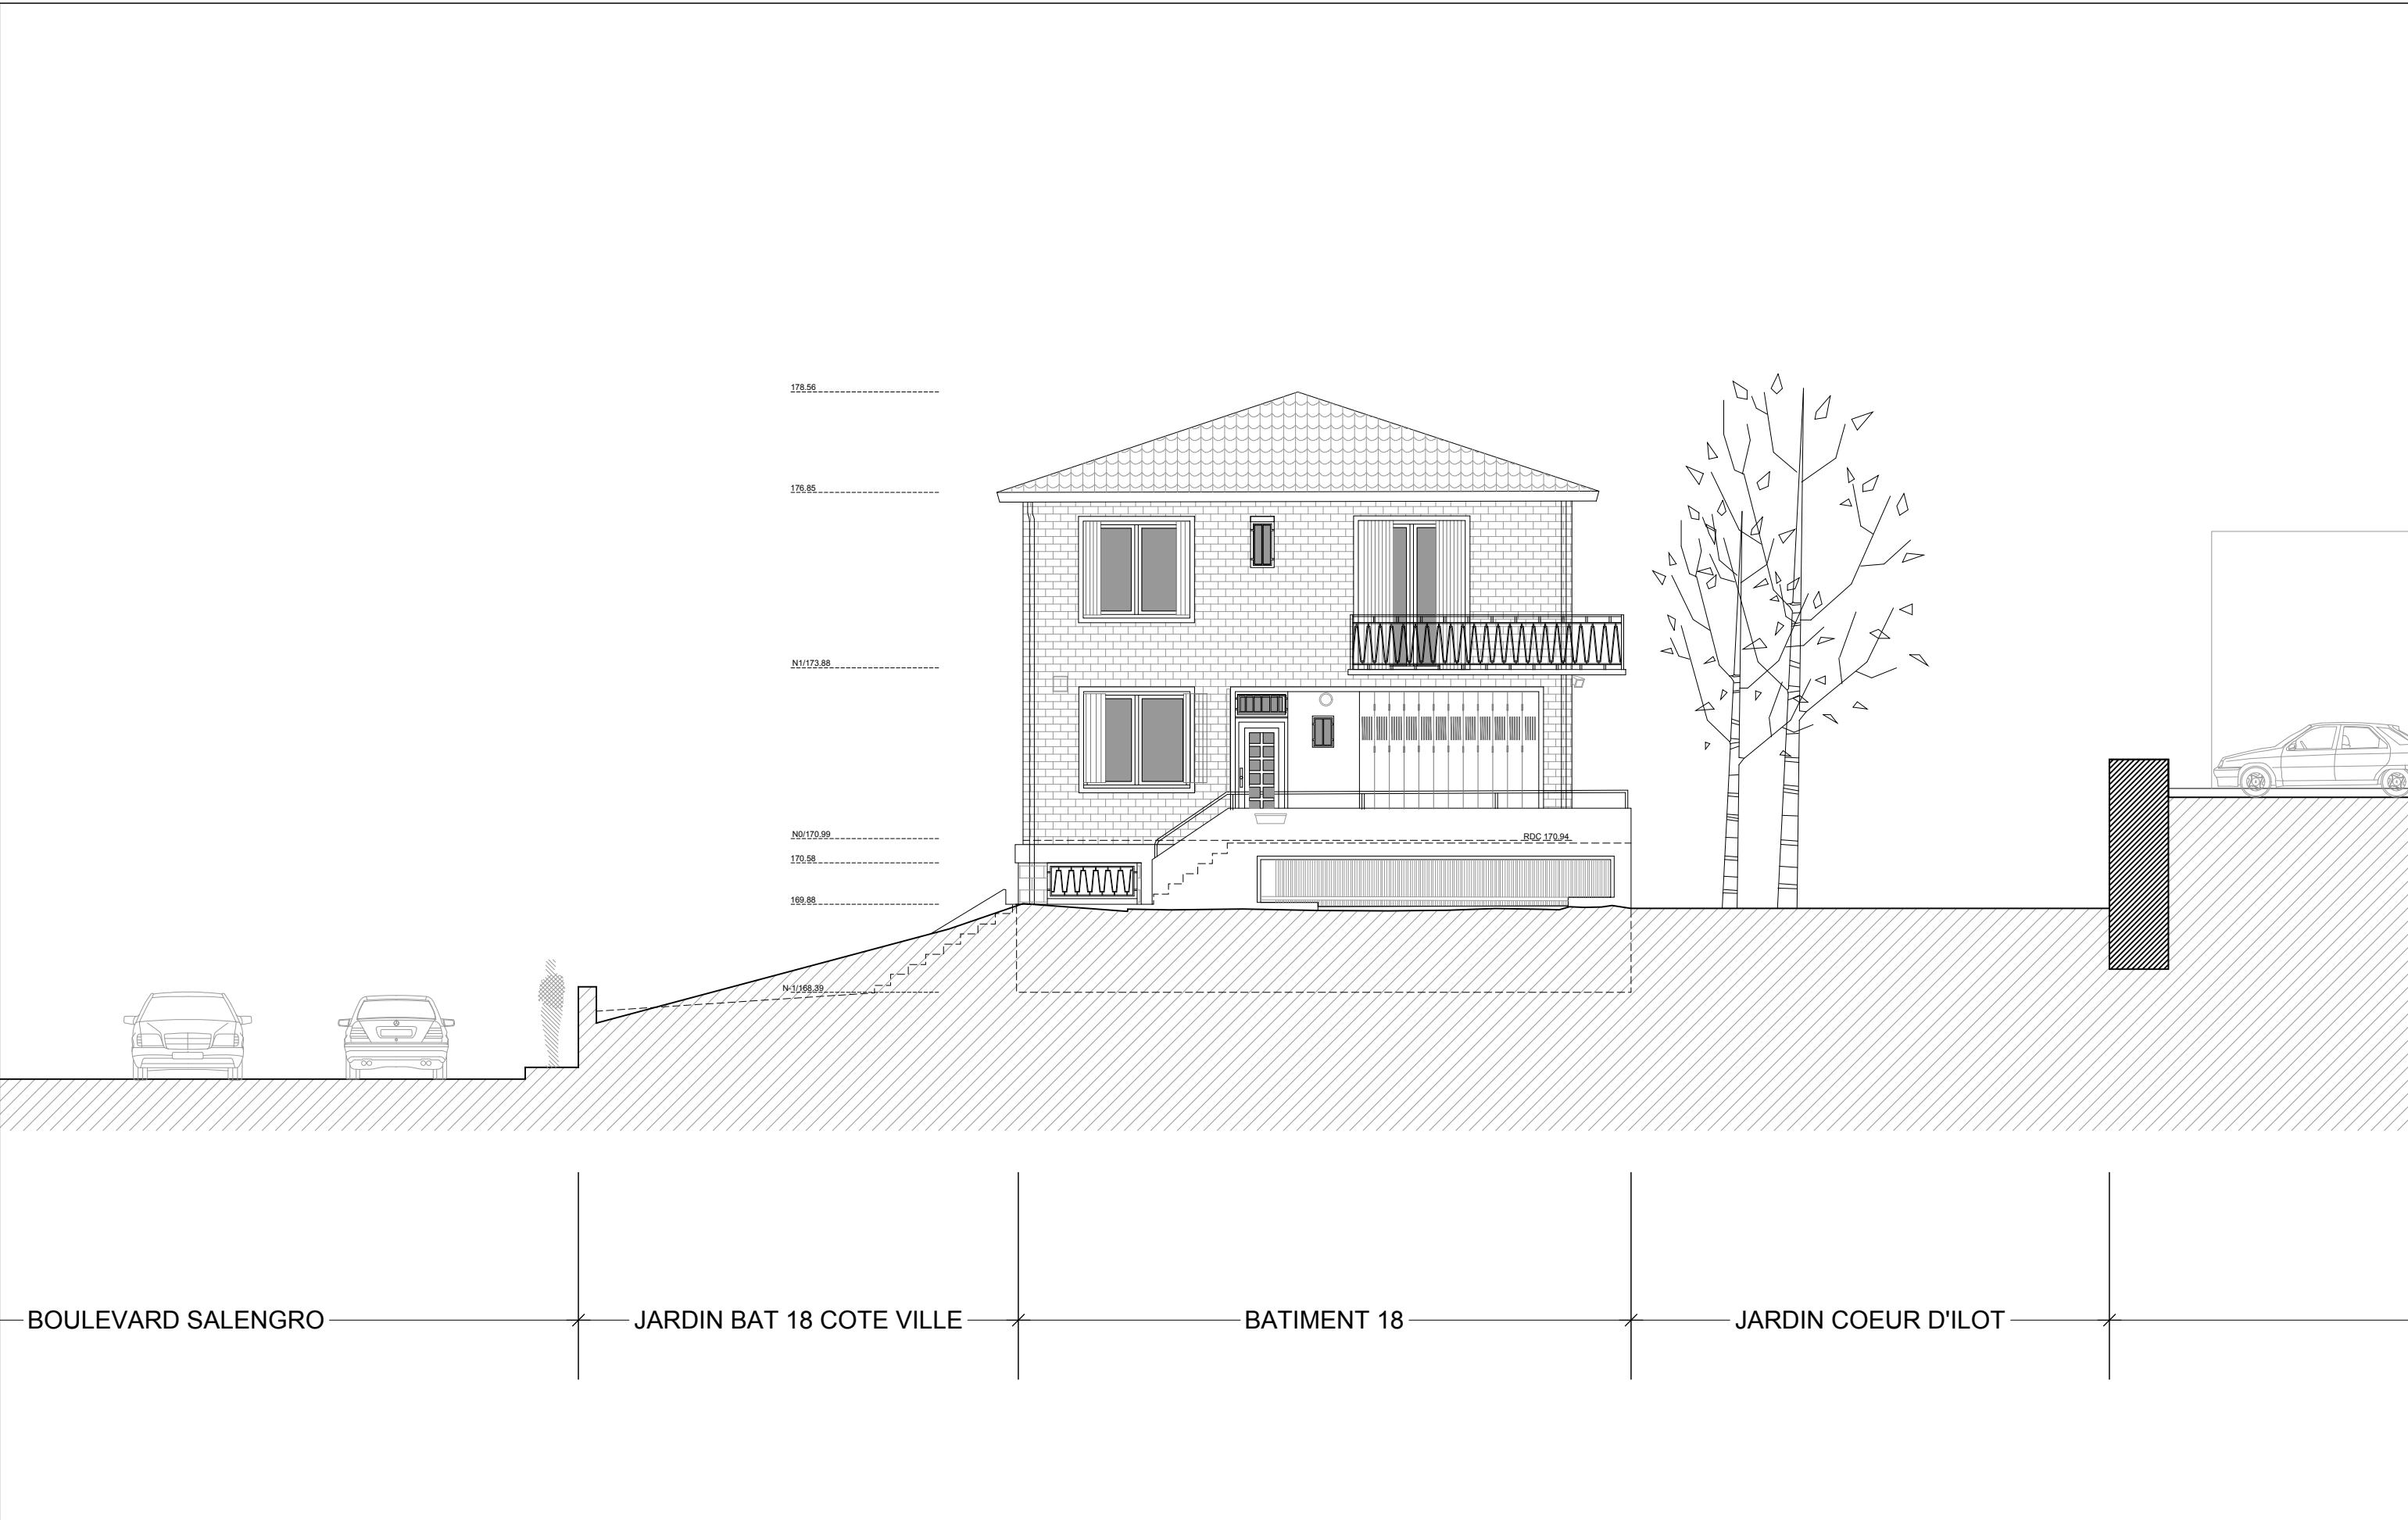 178.56
176.85
N1/173.88
N0/170.99
RDC 170.94
170.58
169.88
N-1/168.39
BOULEVARD SALENGRO
JARDIN BAT 18 COTE VILLE
BATIMENT 18
JARDIN COEUR D'ILOT